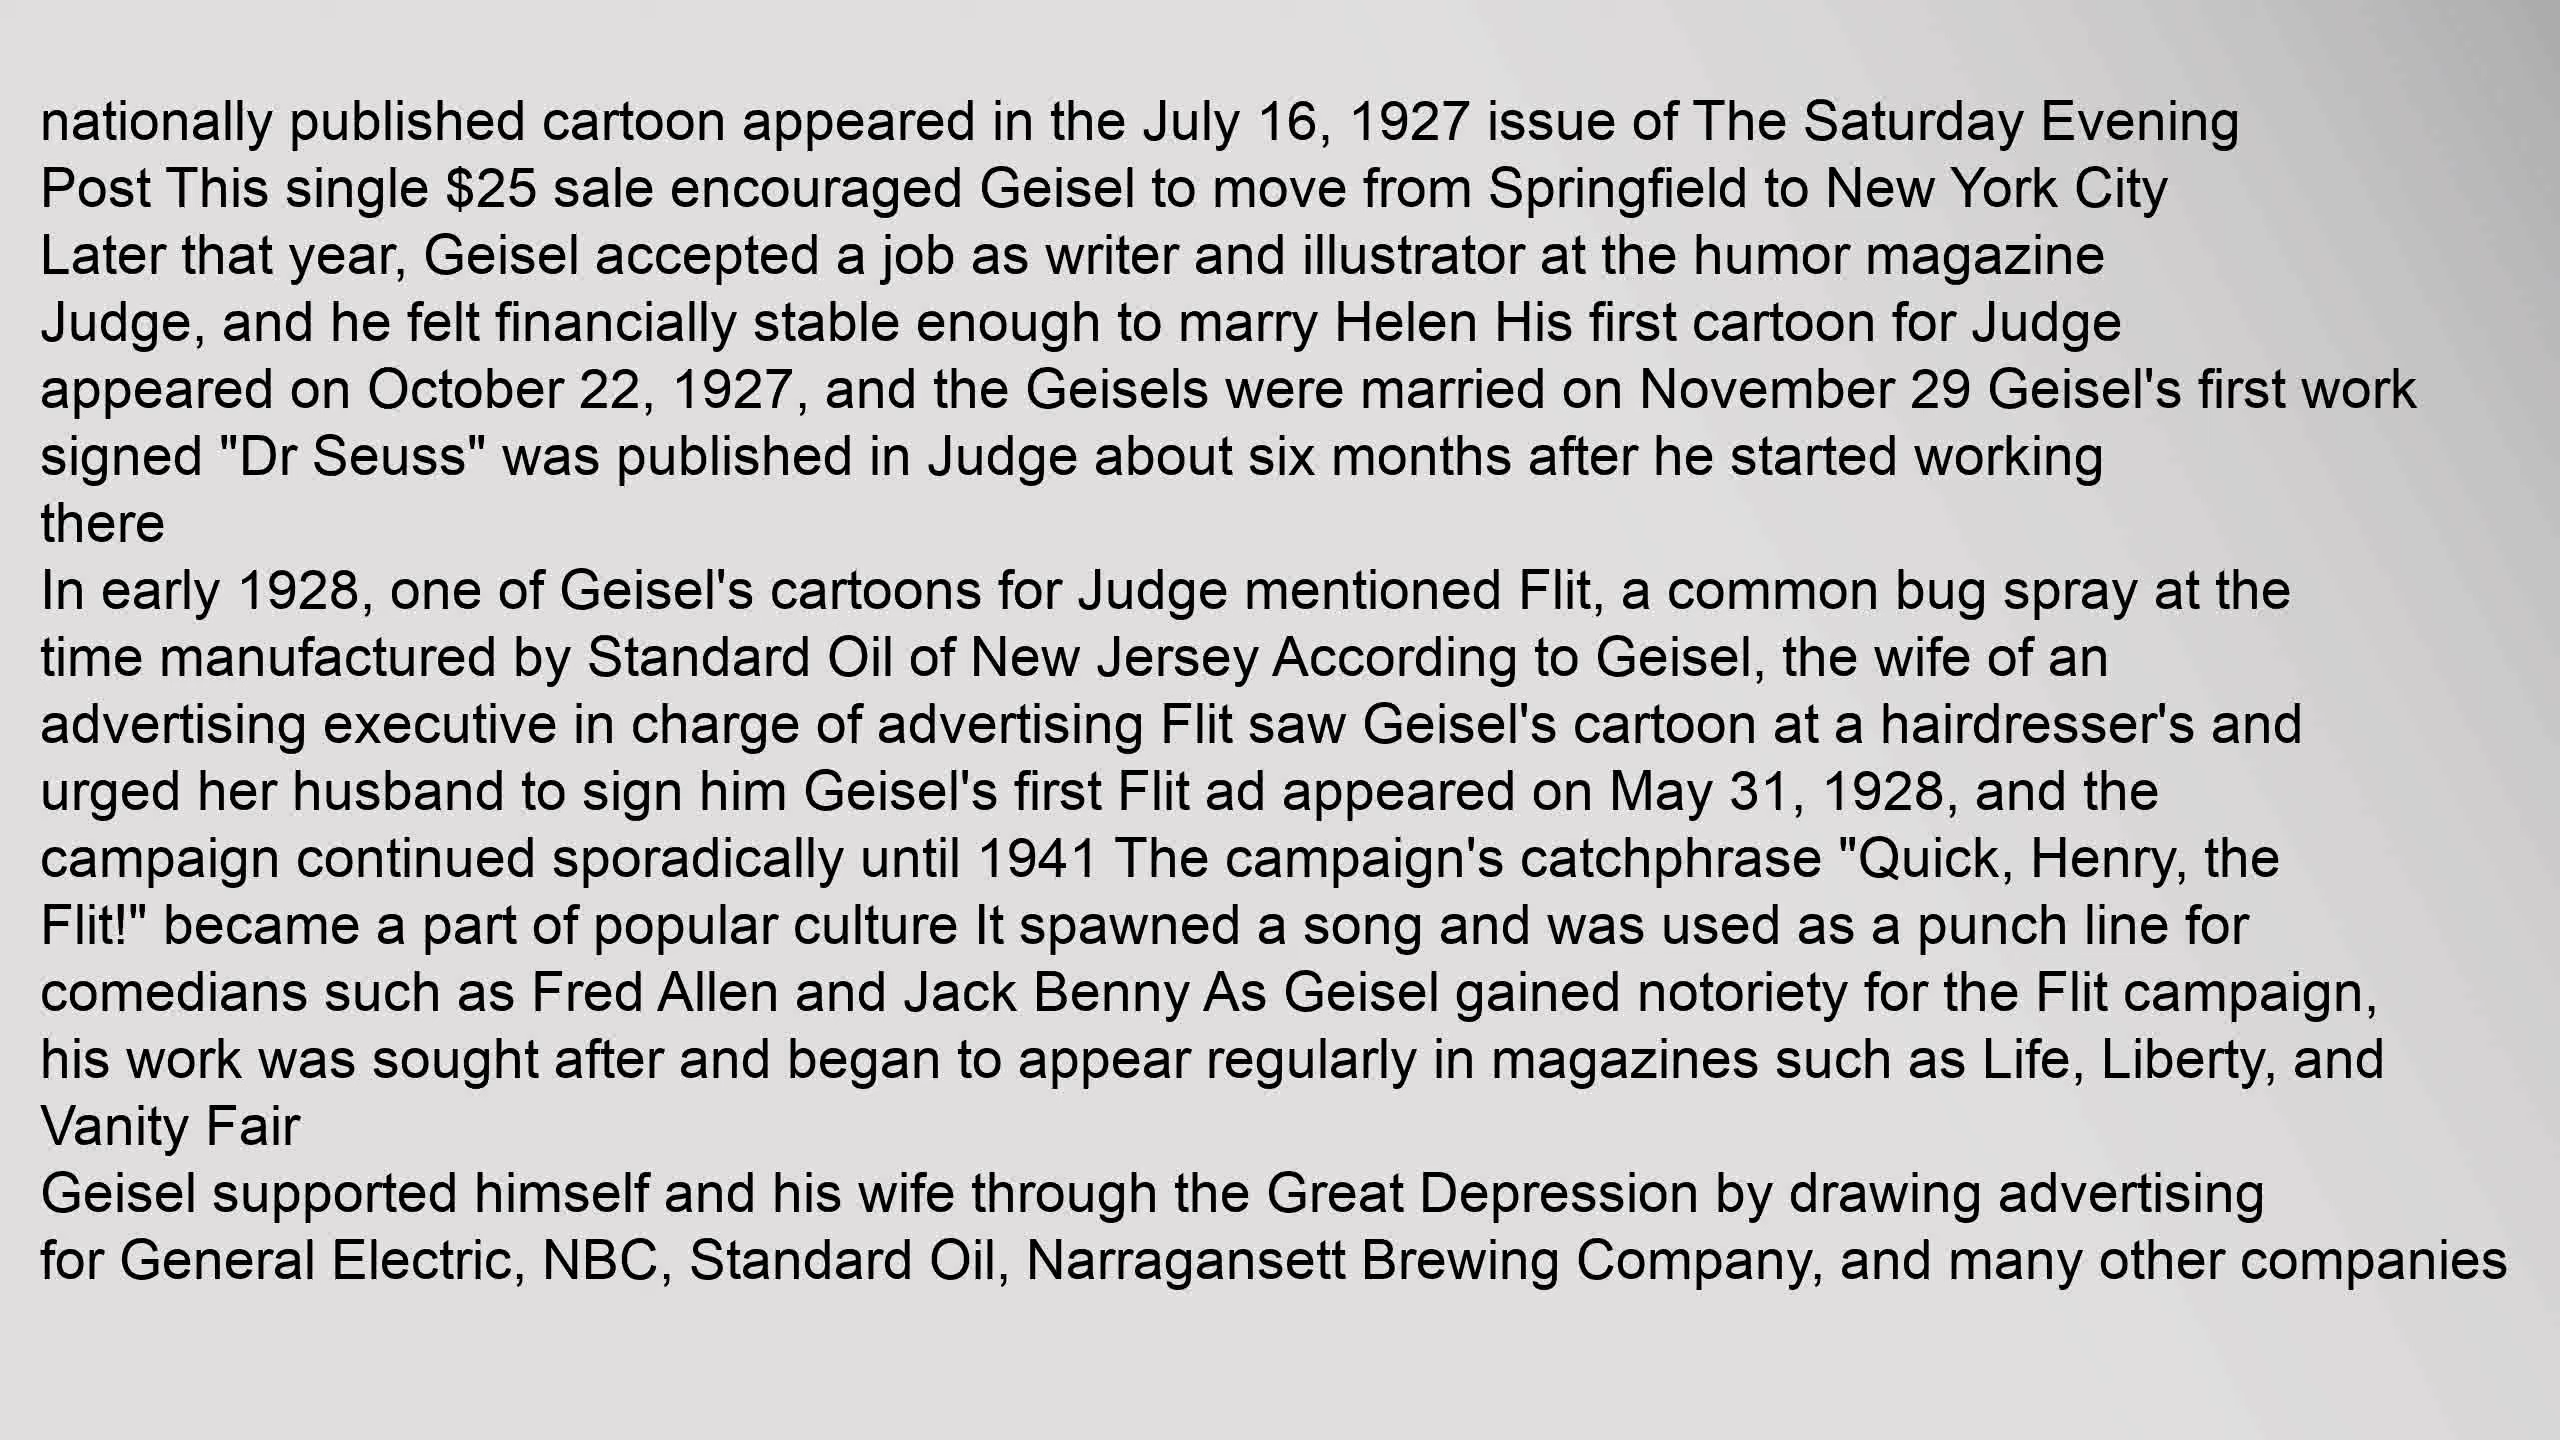 nationally published cartoon appeared in the July 16, 1927 issue of The Saturday Evening
Post This single $25 sale encouraged Geisel to move from Springfield to New York City
Later that year, Geisel accepted a job as writer and illustrator at the humor magazine
Judge, and he felt financially stable enough to marry Helen His first cartoon for Judge
appeared on October 22, 1927, and the Geisels were married on November 29 Geisel's first work
signed "Dr Seuss" was published in Judge about six months after he started working
there
In early 1928, one of Geisel's cartoons for Judge mentioned Flit, a common bug spray at the
time manufactured by Standard Oil of New Jersey According to Geisel, the wife of an
advertising executive in charge of advertising Flit saw Geisel's cartoon at a hairdresser's and
urged her husband to sign him Geisel's first Flit ad appeared on May 31, 1928, and the
campaign continued sporadically until 1941 The campaign's catchphrase "Quick, Henry, the
Flit!" became a part of popular culture It spawned a song and was used as a punch line for
comedians such as Fred Allen and Jack Benny As Geisel gained notoriety for the Flit campaign,
his work was sought after and began to appear regularly in magazines such as Life, Liberty, and
Vanity Fair
Geisel supported himself and his wife through the Great Depression by drawing advertising
for General Electric, NBC, Standard Oil, Narragansett Brewing Company, and many other companies